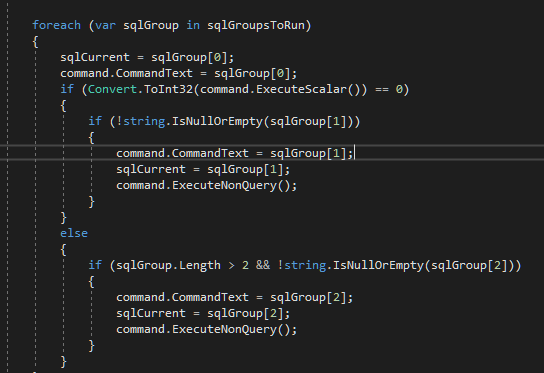 foreach (var sqlGroup in sqlGroupsToRun)
{
sqlCurrent = sqlGroup[0];
command.CommandText = sqlGroup[0];
if (Convert.ToInt32(command.ExecuteScalar()) == 0)
{
if (!string.IsNullOrEmpty(sqlGroup[1]))
{
command.CommandText = sqlGroup[1];
sqlCurrent = sqlGroup[1];
command.ExecuteNonQuery();
}
}
else
{
if (sqlGroup.Length > 2 && !string.IsNullOrEmpty(sqlGroup[2]))
{
command.CommandText = sqlGroup[2];
sqlCurrent = sqlGroup[2];
command.ExecuteNonQuery();
}
}